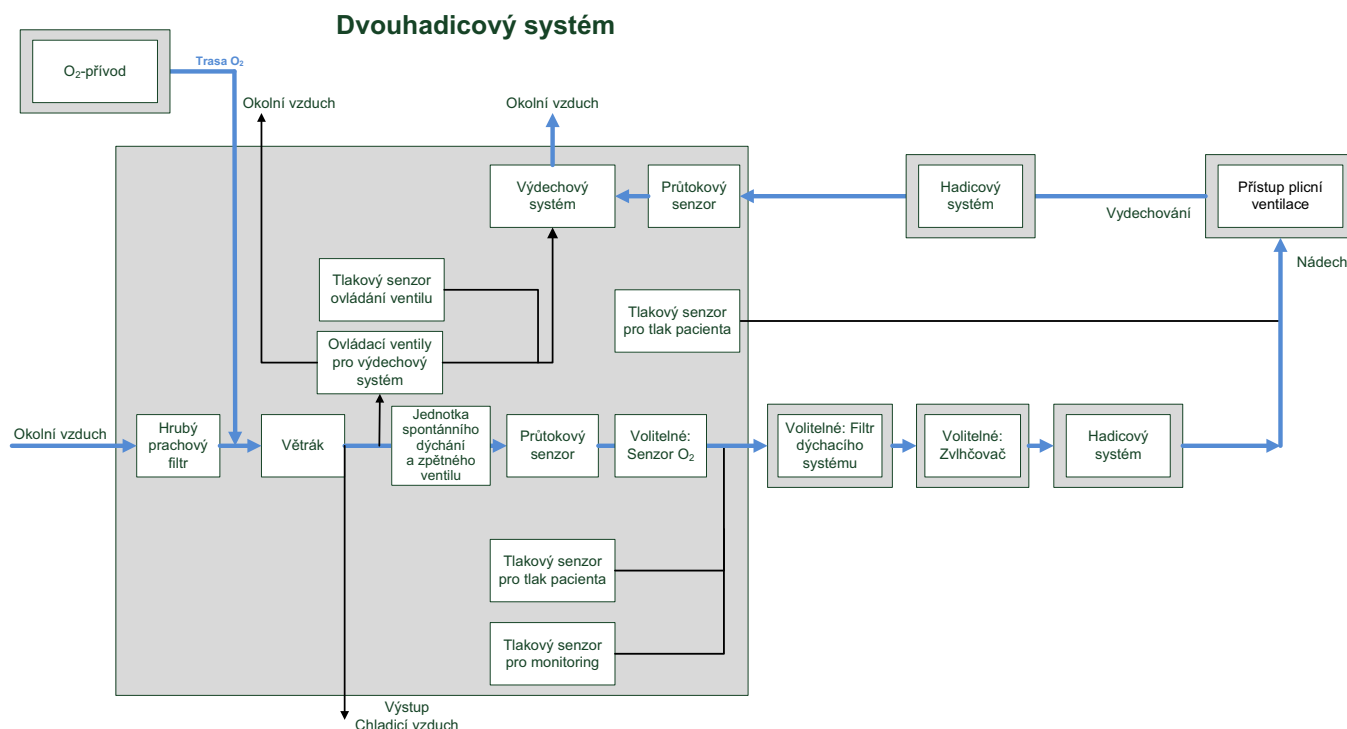 Dvouhadicový systém
O₂-přívod
Trasa O₂
Okolní vzduch
Okolní vzduch
Výdechový
systém
Průtokový
senzor
Hadicový
systém
Přístup plicní
ventilace
Vydechování
Nádech
Tlakový senzor
ovládání ventilu
Tlakový senzor
pro tlak pacienta
Ovládací ventily
pro výdechový
systém
Okolní vzduch
Hrubý
prachový
filtr
Větrák
Jednotka
spontánního
dýchání
a zpětného
ventilu
Průtokový
senzor
Volitelné:
Senzor O₂
Volitelné: Filtr
dýchacího
systému
Volitelné:
Zvlhčovač
Hadicový
systém
Tlakový senzor
pro tlak pacienta
Tlakový senzor
pro monitoring
Výstup
Chladicí vzduch